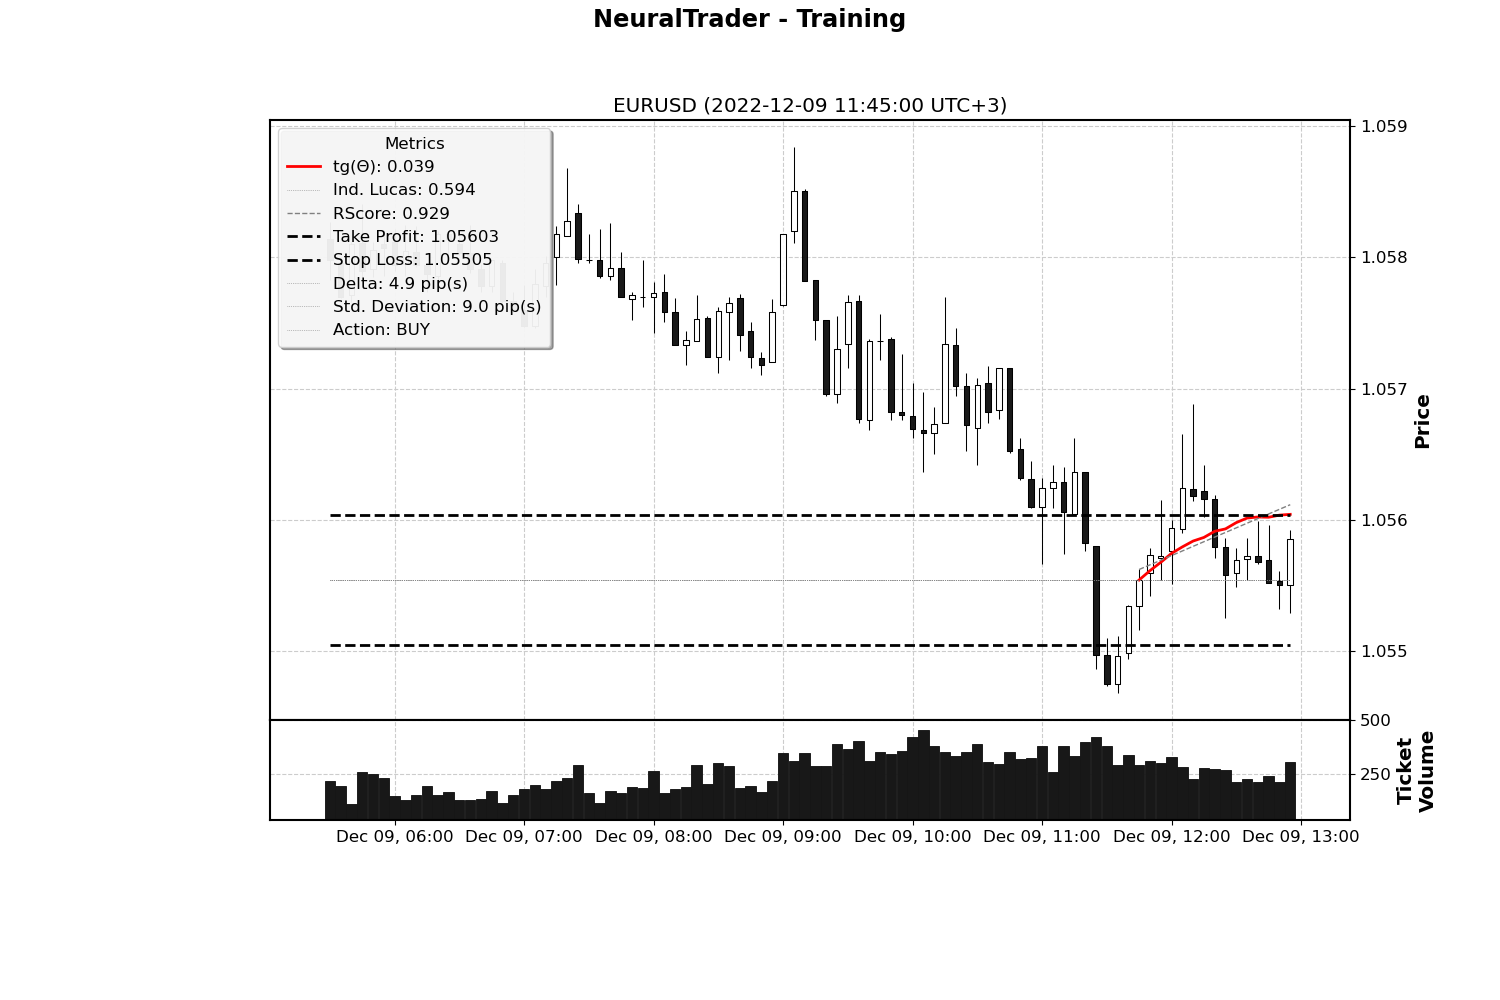 NeuralTrader - Training
EURUSD (2022-12-09 11:45:00 UTC+3)
Metrics
tg(Θ): 0.039
Ind. Lucas: 0.594
RScore: 0.929
Take Profit: 1.05603
Stop Loss: 1.05505
Delta: 4.9 pip(s)
Std. Deviation: 9.0 pip(s)
Action: BUY
1.059
1.058
1.057
1.056
1.055
Price
500
250
Ticket
Volume
Dec 09, 06:00
Dec 09, 07:00
Dec 09, 08:00
Dec 09, 09:00
Dec 09, 10:00
Dec 09, 11:00
Dec 09, 12:00
Dec 09, 13:00